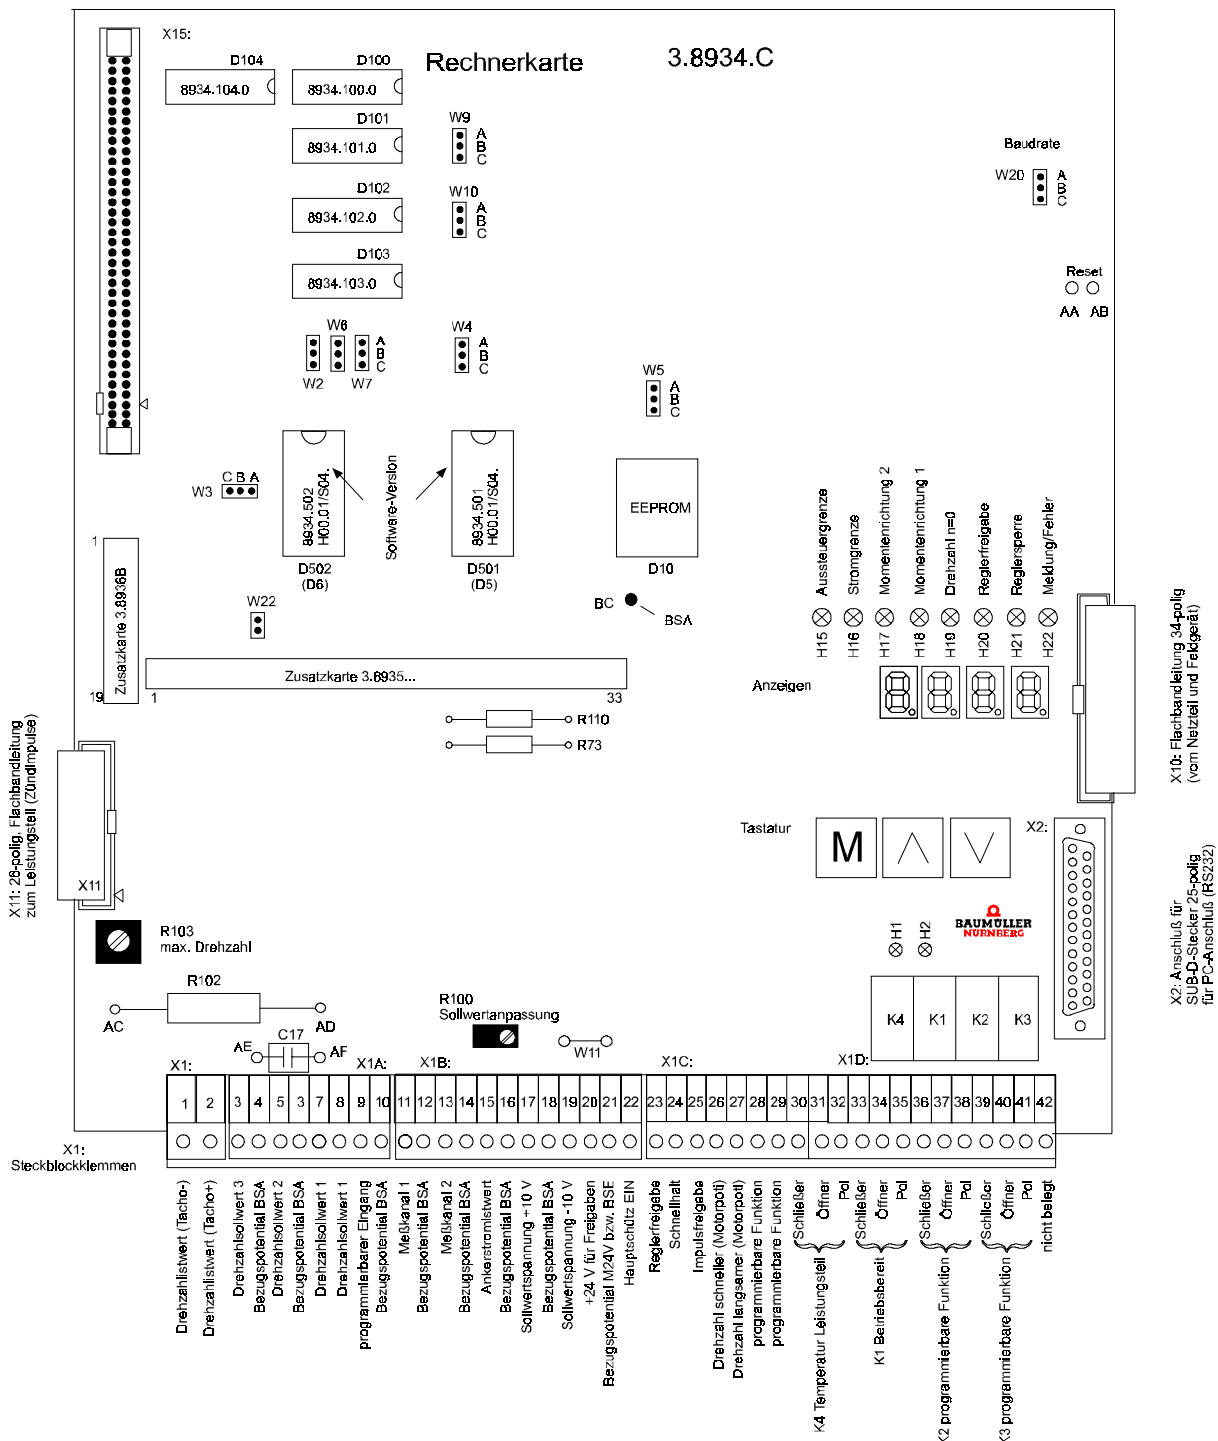 X15:
D104
D100
Rechnerkarte
3.8934.C
8934.104.0
8934.100.0
D101
8934.101.0
W9
A
B
C
Baudrate
W20
A
B
C
D102
8934.102.0
W10
A
B
C
D103
8934.103.0
Reset
AA AB
W6
A
B
C
W2
W7
W4
A
B
C
W5
A
B
C
W3
C B A
8934.502
H00.01/S04.
Software-Version
8934.501
H00.01/S04.
EEPROM
D502
(D6)
D501
(D5)
D10
BC
BSA
W22
1
Zusatzkarte 3.8936B
19
Zusatzkarte 3.8935...
1
33
Aussteuergrenze
Stromgrenze
Momentenrichtung 2
Momentenrichtung 1
Drehzahl n=0
Reglerfreigabe
Reglersperre
Meldung/Fehler
H15
H16
H17
H18
H19
H20
H21
H22
Anzeigen
X10: Flachbandleitung 34-polig
(vom Netzteil und Feldgerät)
R110
R73
X11: 26-polig, Flachbandleitung
zum Leistungsteil (Zündimpulse)
X11
Tastatur
M
X2:
X2: Anschluß für
SUB-D-Stecker 25-polig
für PC-Anschluß (RS232)
H1
H2
BAUMÜLLER
NÜRNBERG
R103
max. Drehzahl
R102
AC
AD
AE
C17
AF
R100
Sollwertanpassung
W11
K4
K1
K2
K3
X1:
X1A:
X1B:
X1C:
X1D:
1 2 3 4 5 3 7 8 9 10 11 12 13 14 15 16 17 18 19 20 21 22 23 24 25 26 27 28 29 30 31 32 33 34 35 36 37 38 39 40 41 42
X1:
Steckblockklemmen
Drehzahlistwert (Tacho-)
Drehzahlistwert (Tacho+)
Drehzahlsollwert 3
Bezugspotential BSA
Drehzahlsollwert 2
Bezugspotential BSA
Drehzahlsollwert 1
Drehzahlsollwert 1
programmierbarer Eingang
Bezugspotential BSA
Meßkanal 1
Bezugspotential BSA
Meßkanal 2
Bezugspotential BSA
Ankerstromistwert
Bezugspotential BSA
Sollwertspannung +10 V
Bezugspotential BSA
Sollwertspannung -10 V
+24 V für Freigaben
Bezugspotential M24V bzw. BSE
Hauptschütz EIN
Reglerfreigabe
Schnellhalt
Impulsfreigabe
Drehzahl schneller (Motorpoti)
Drehzahl langsamer (Motorpoti)
programmierbare Funktion
programmierbare Funktion
Schließer
Öffner
Pol
K4 Temperatur Leistungsteil
Schließer
Öffner
Pol
K1 Betriebsbereit
Schließer
Öffner
Pol
K2 programmierbare Funktion
Schließer
Öffner
Pol
K3 programmierbare Funktion
nicht belegt